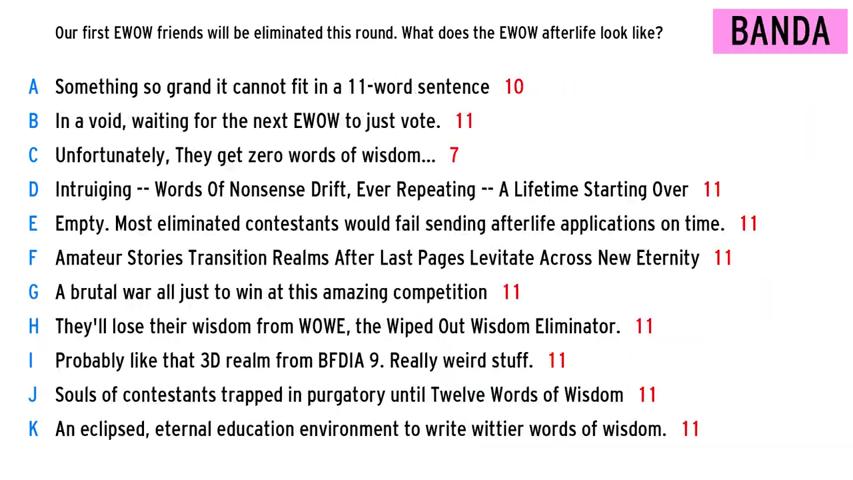 Our first EWOW friends will be eliminated this round. What does the EWOW afterlife look like?
BANDA
A Something so grand it cannot fit in a 11-word sentence 10
B In a void, waiting for the next EWOW to just vote. 11
C Unfortunately, They get zero words of wisdom... 7
D Intruiging -- Words Of Nonsense Drift, Ever Repeating -- A Lifetime Starting Over 11
E Empty. Most eliminated contestants would fail sending afterlife applications on time. 11
F Amateur Stories Transition Realms After Last Pages Levitate Across New Eternity 11
G A brutal war all just to win at this amazing competition 11
H They'll lose their wisdom from WOWE, the Wiped Out Wisdom Eliminator. 11
I Probably like that 3D realm from BFDIA 9. Really weird stuff. 11
J Souls of contestants trapped in purgatory until Twelve Words of Wisdom 11
K An eclipsed, eternal education environment to write wittier words of wisdom. 11